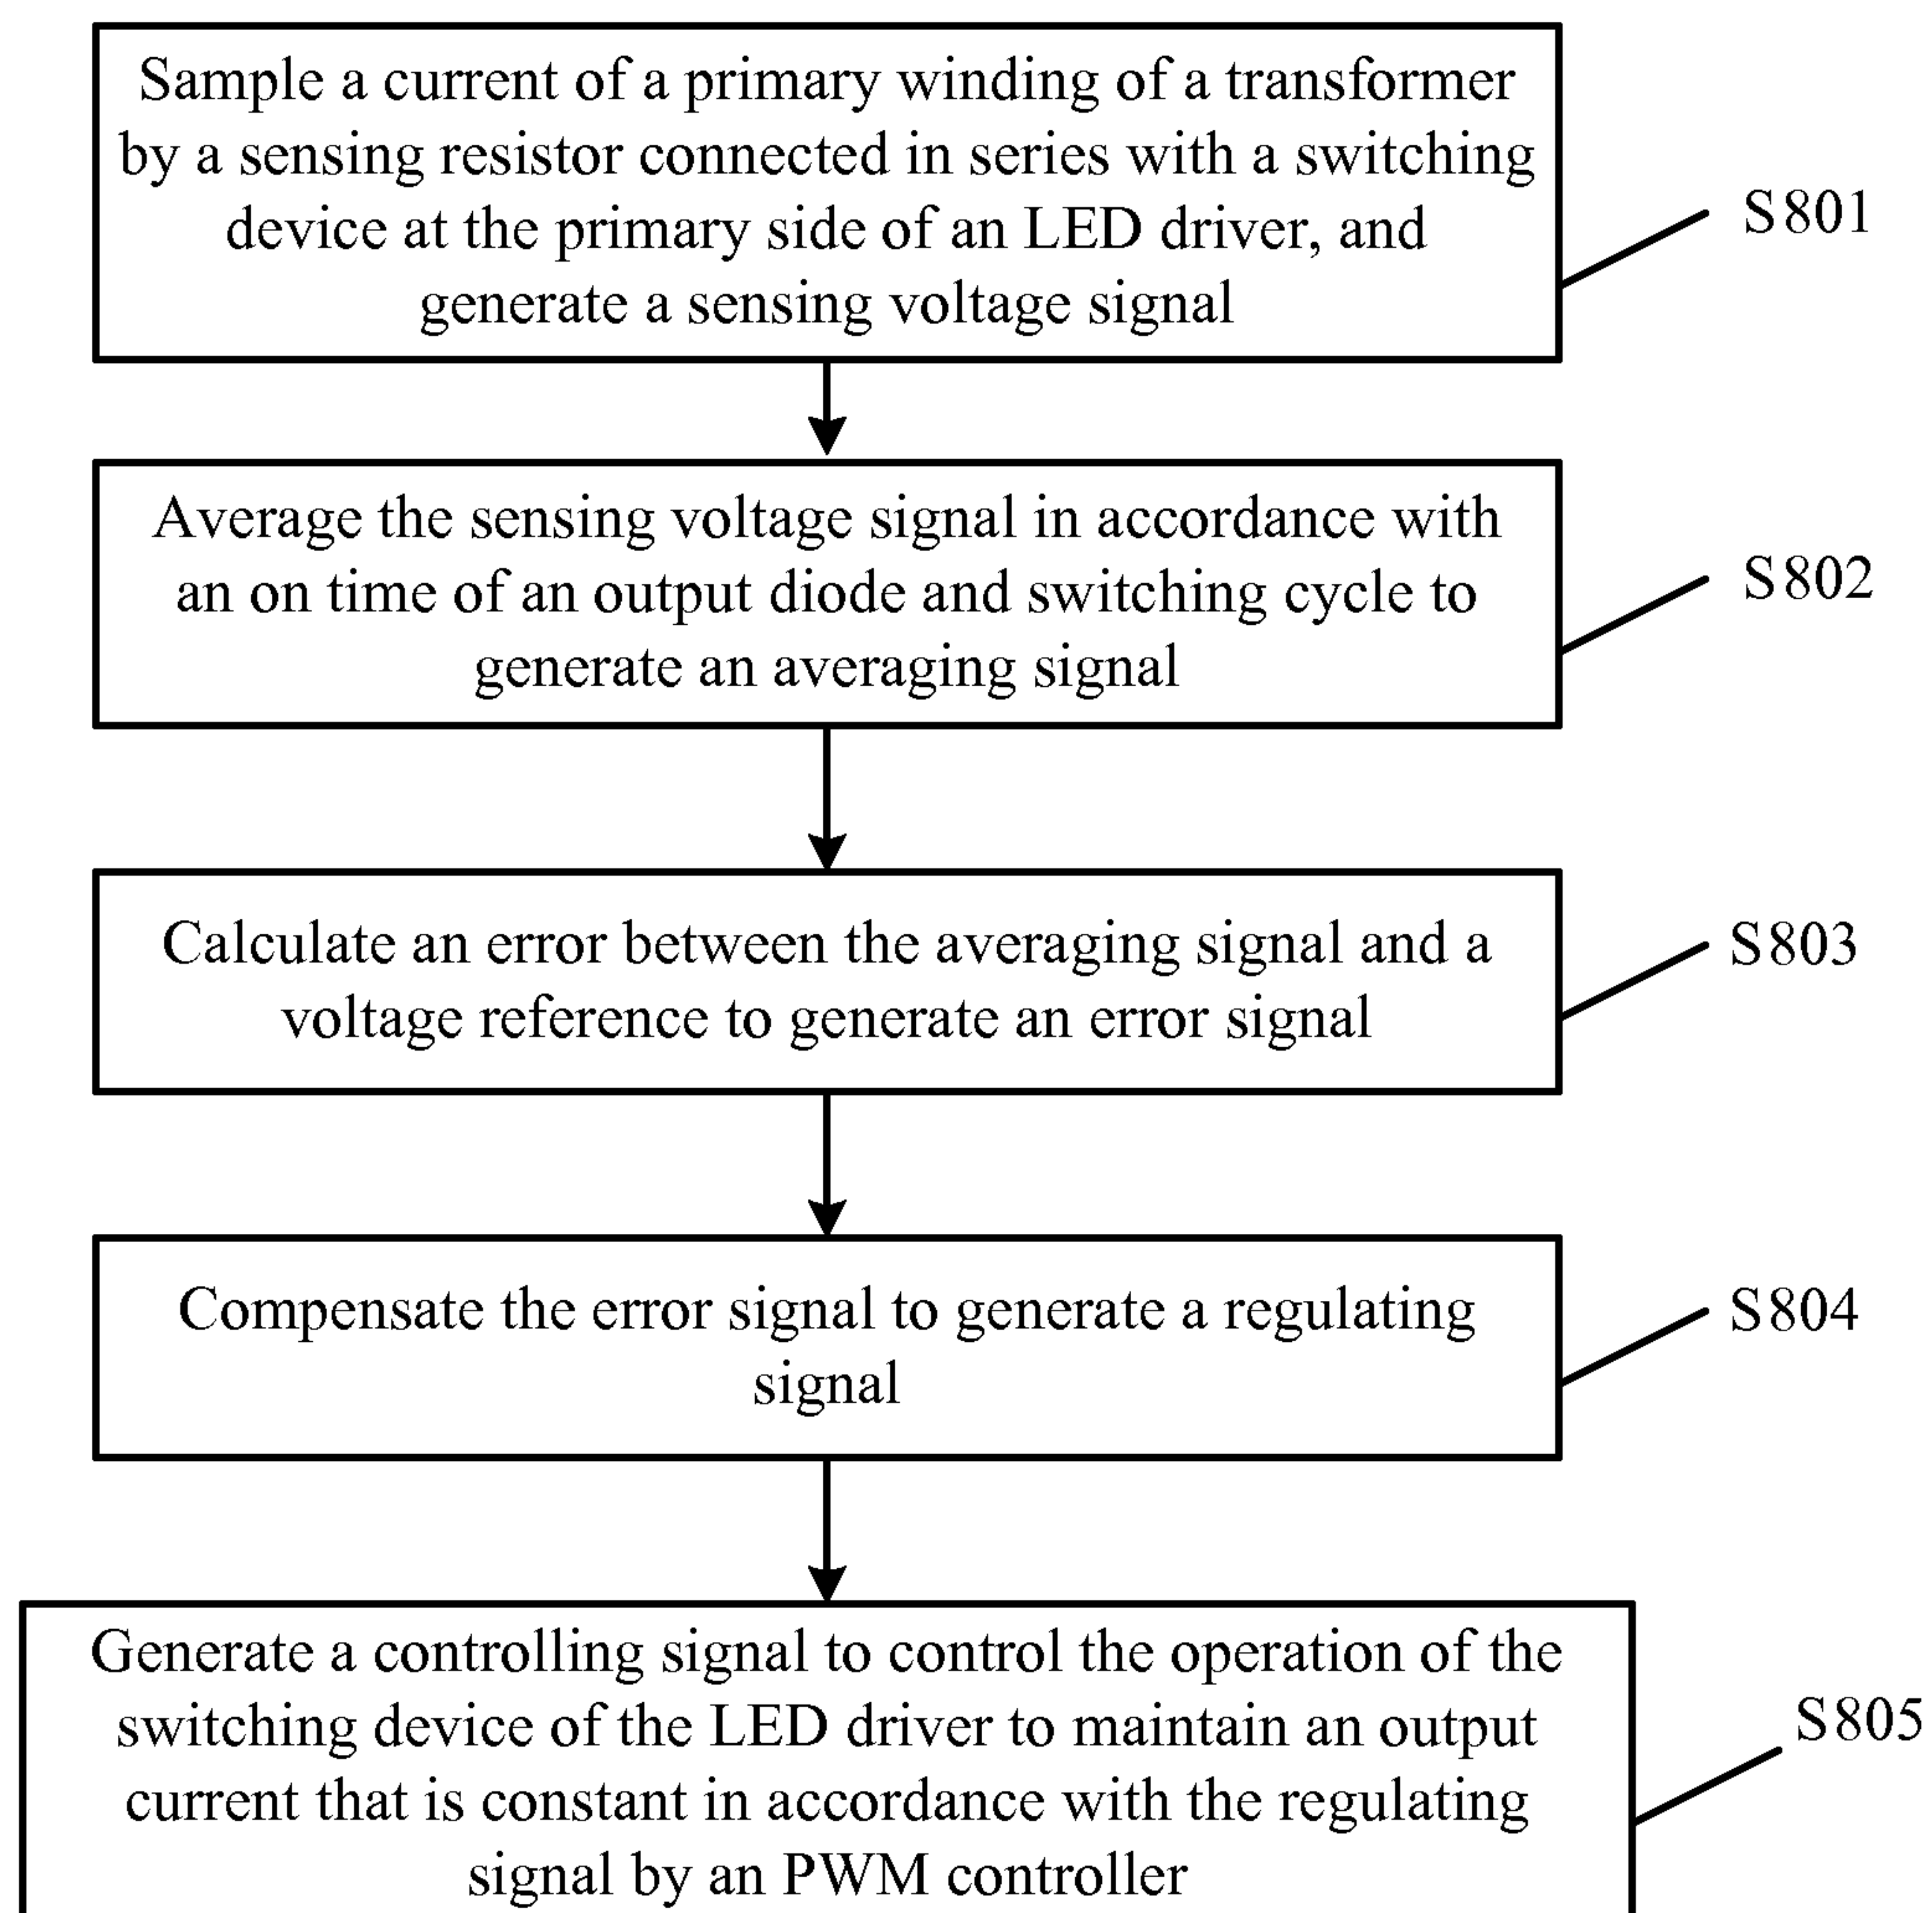 Sample a current of a primary winding of a transformer
by a sensing resistor connected in series with a switching
device at the primary side of an LED driver, and
generate a sensing voltage signal
S801
Average the sensing voltage signal in accordance with
an on time of an output diode and switching cycle to
generate an averaging signal
S802
Calculate an error between the averaging signal and a
voltage reference to generate an error signal
S803
Compensate the error signal to generate a regulating
signal
S804
Generate a controlling signal to control the operation of the
switching device of the LED driver to maintain an output
current that is constant in accordance with the regulating
signal by an PWM controller
S805